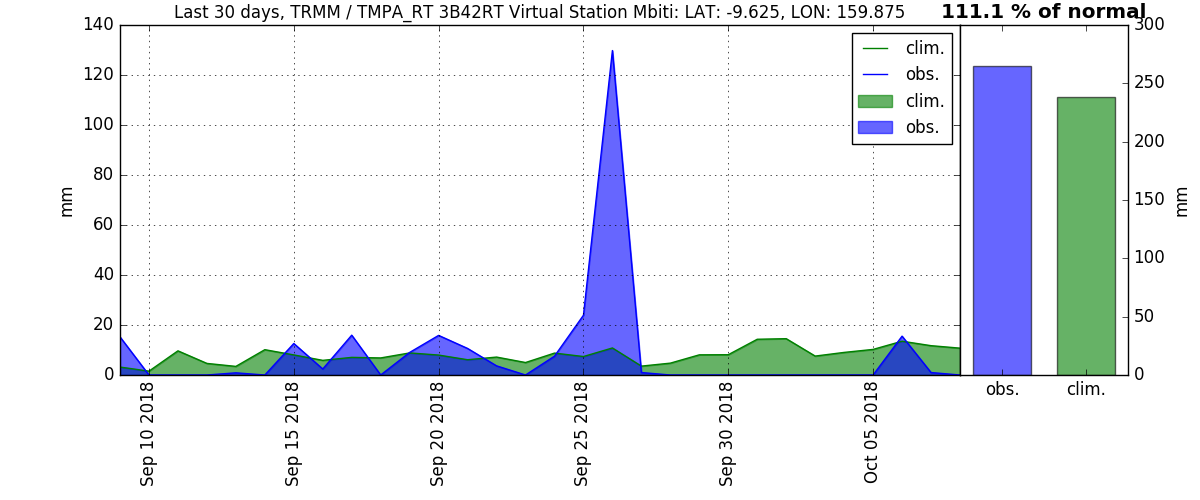 Last 30 days, TRMM / TMPA_RT 3B42RT Virtual Station Mbiti: LAT: -9.625, LON: 159.875
111.1 % of normal
mm
140
120
100
80
60
40
20
0
clim.
obs.
clim.
obs.
Sep 10 2018
Sep 15 2018
Sep 20 2018
Sep 25 2018
Sep 30 2018
Oct 05 2018
300
250
200
150
100
50
0
mm
obs.
clim.